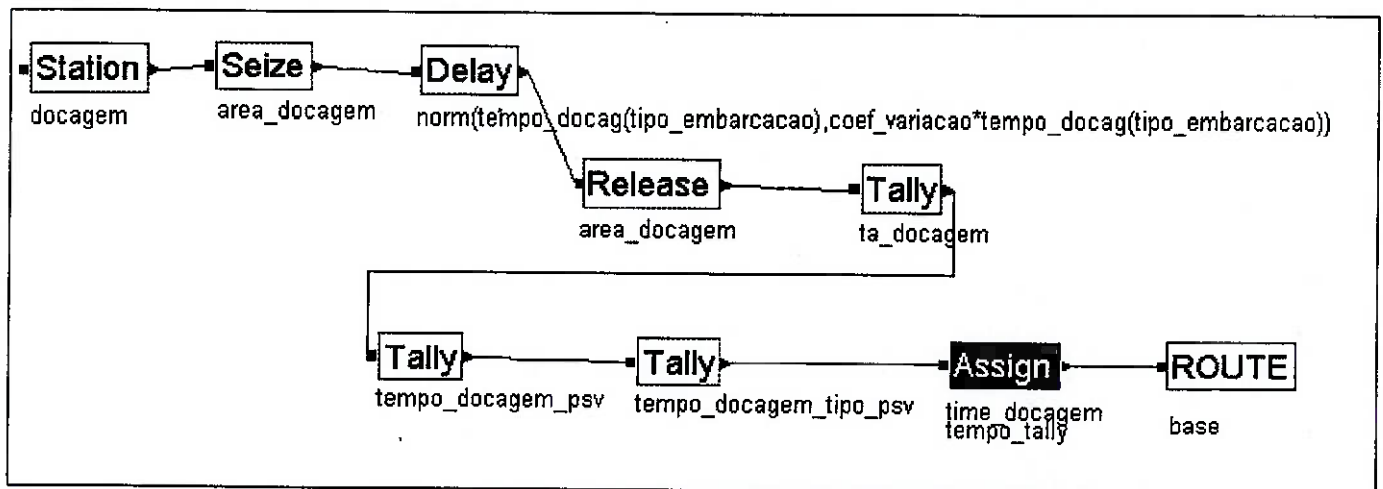 Station
docagem
Seize
area_docagem
Delay
norm(tempo_docag(tipo_embarcacao),coef_variacao*tempo_docag(tipo_embarcacao))
Release
area_docagem
Tally
ta_docagem
Tally
tempo_docagem_psv
Tally
tempo_docagem_tipo_psv
Assign
time_docagem
tempo_tally
ROUTE
base